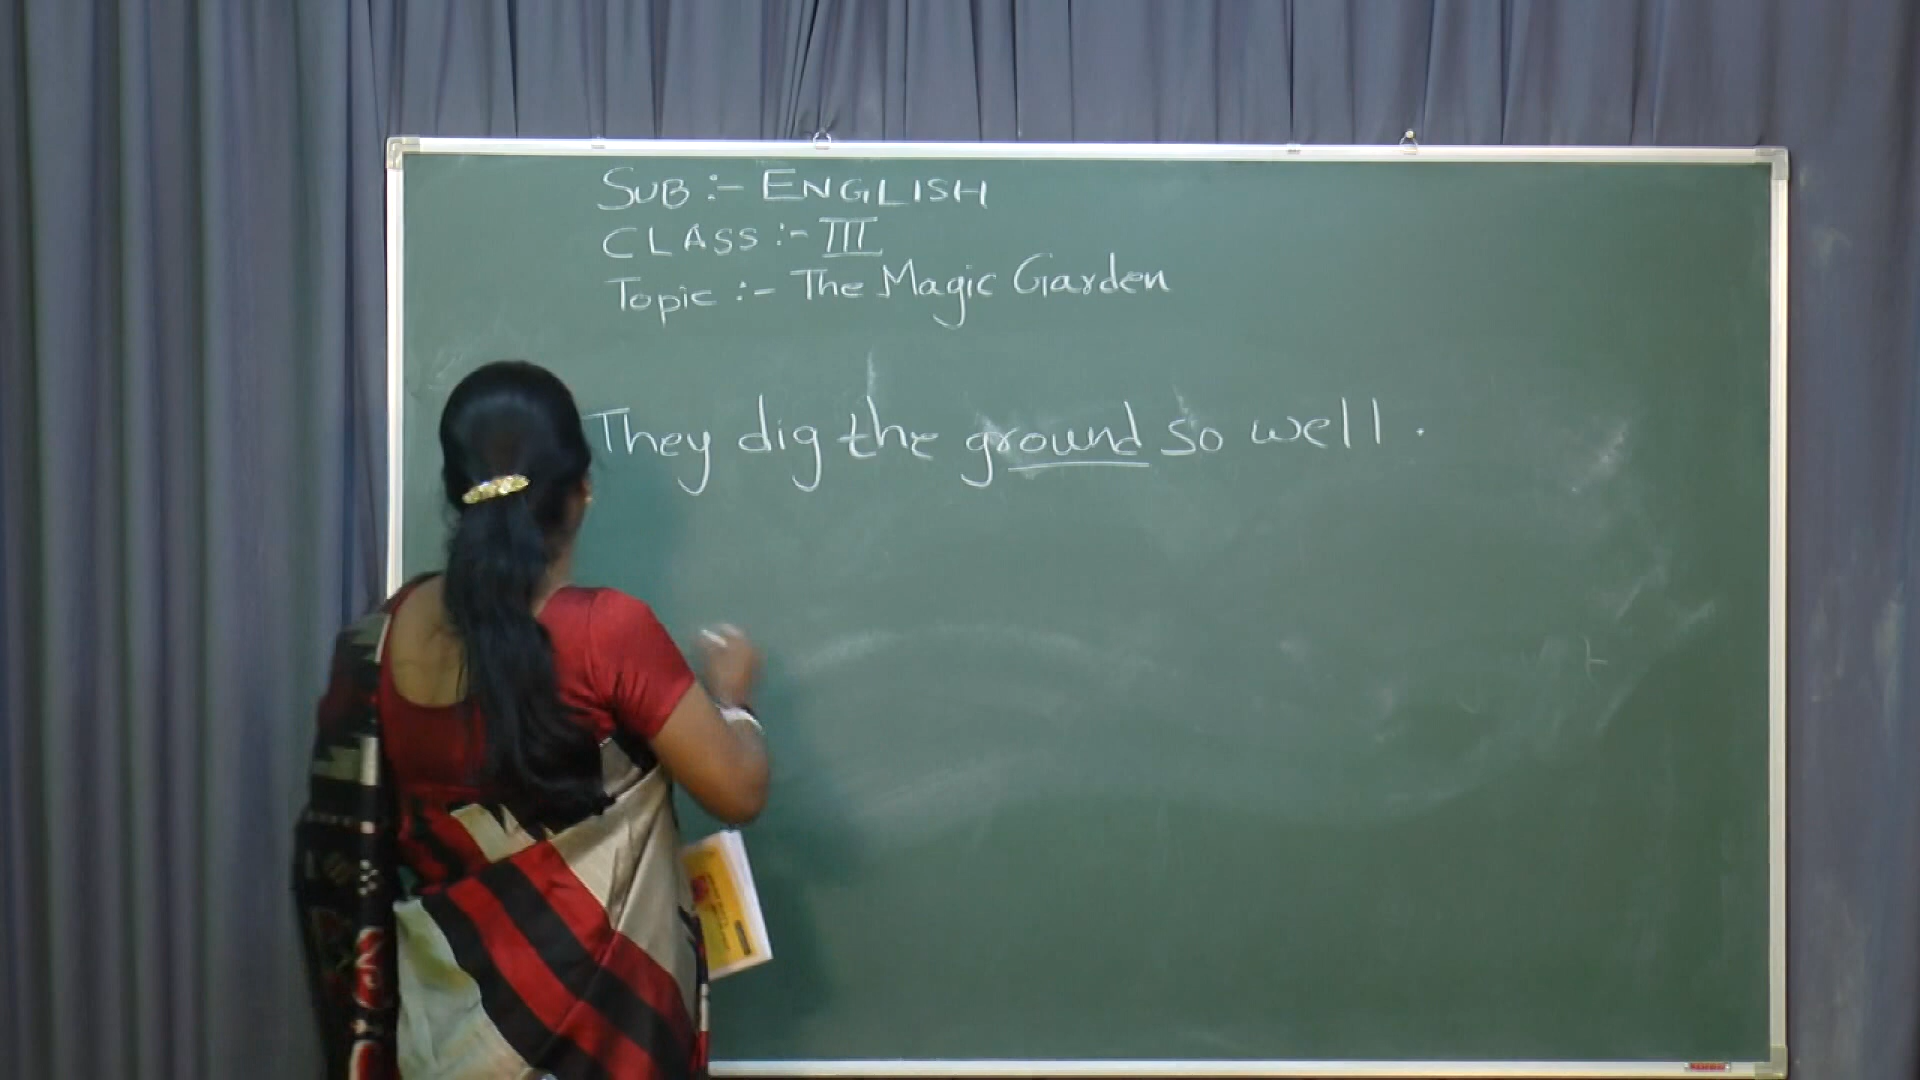 SUB :- ENGLISH
CLASS :- III
Topic :- The Magic Garden
They dig the ground so well.